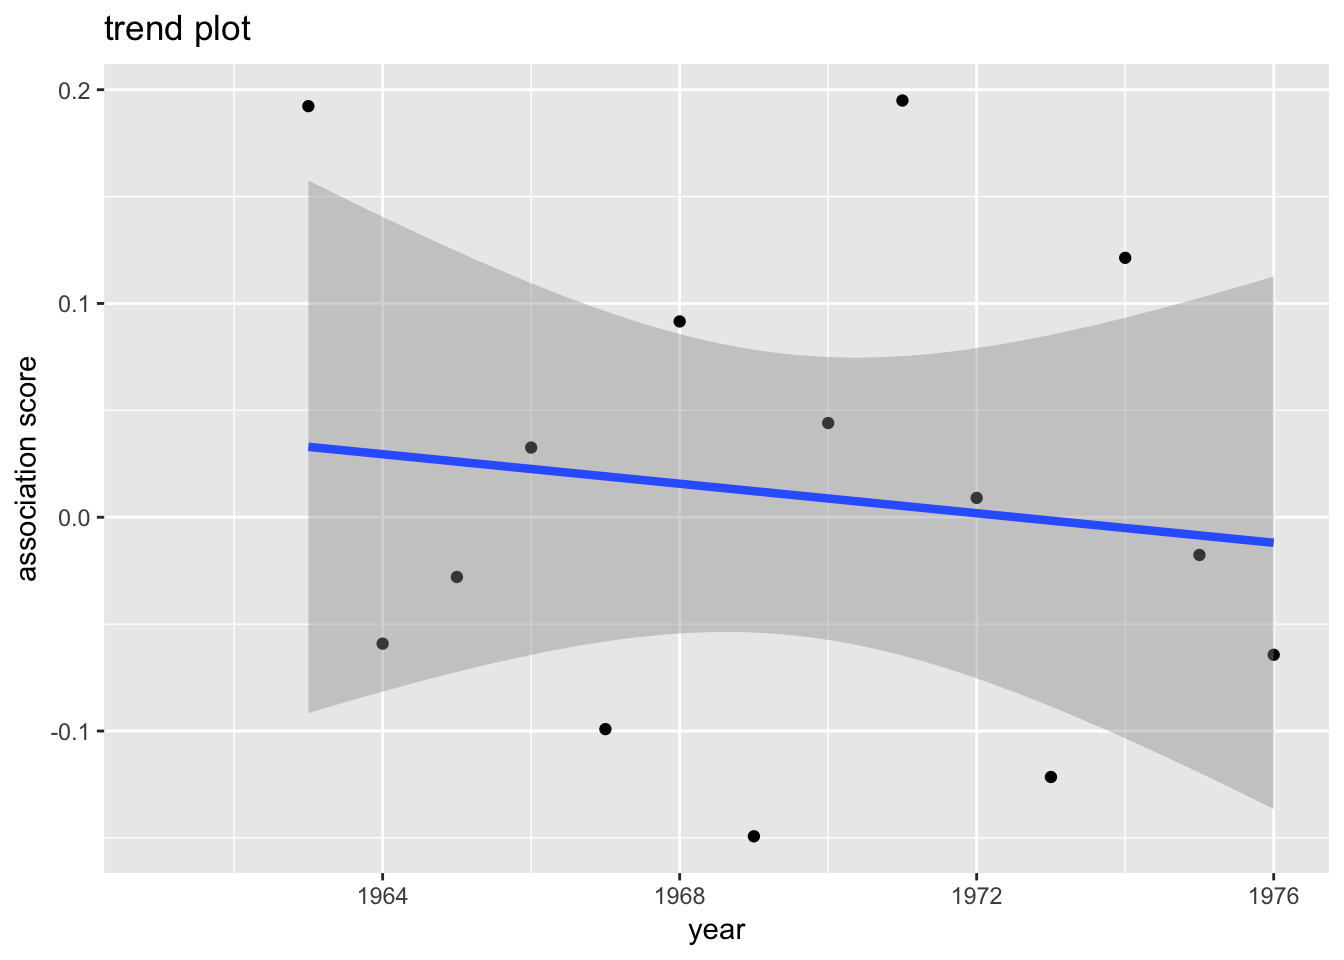 trend plot
0.2
0.1
0.0
-0.1
association score
1964 1968 1972 1976
year